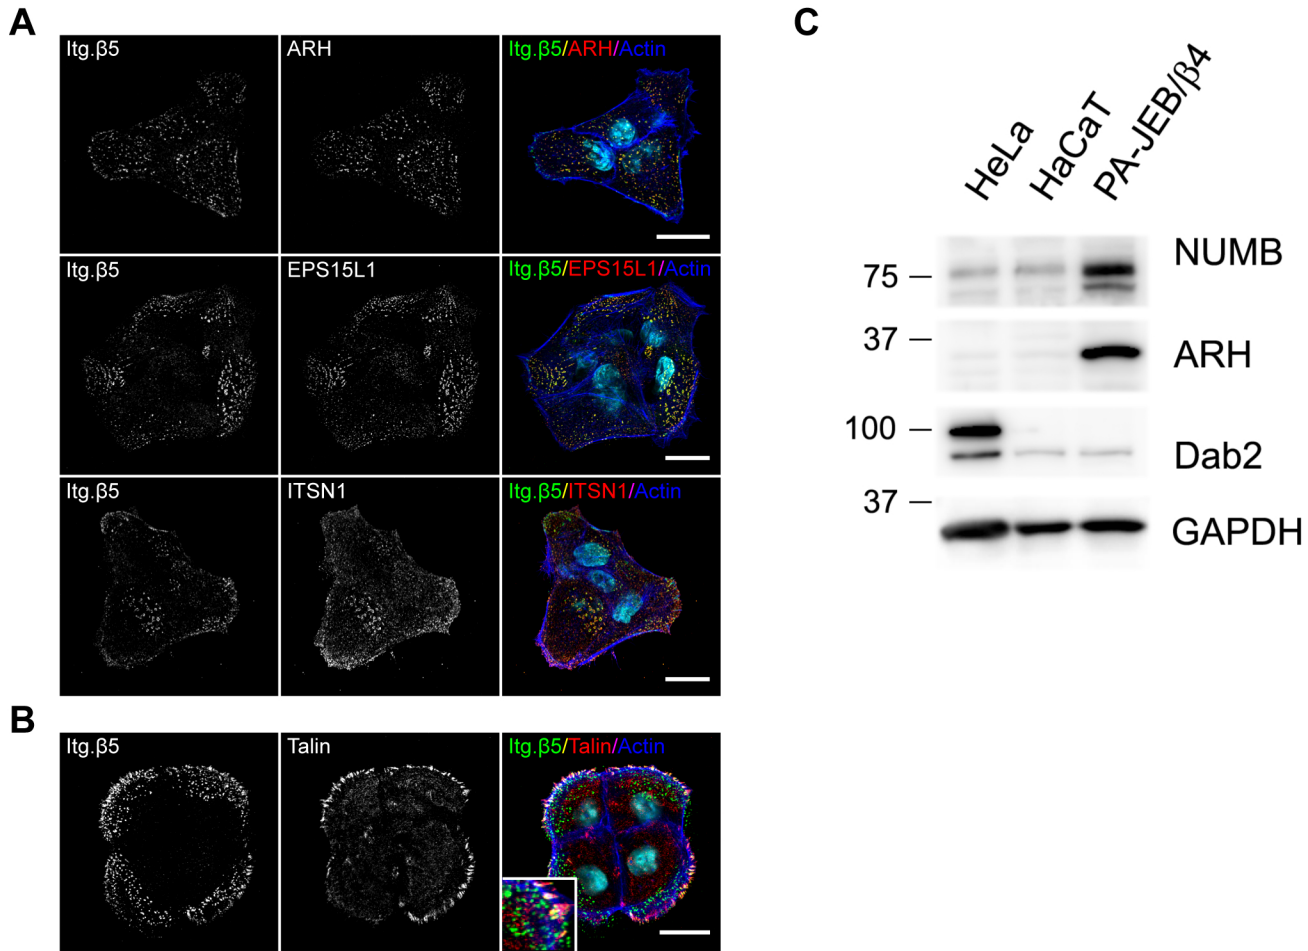 A
C
Itg.β5
ARH
Itg.β5/ARH/Actin
Itg.β5
EPS15L1
Itg.β5/EPS15L1/Actin
Itg.β5
ITSN1
Itg.β5/ITSN1/Actin
B
Itg.β5
Talin
Itg.β5/Talin/Actin
HeLa
HaCaT
PA-JEB/β4
75 –
NUMB
37 –
ARH
100 –
Dab2
37 –
GAPDH